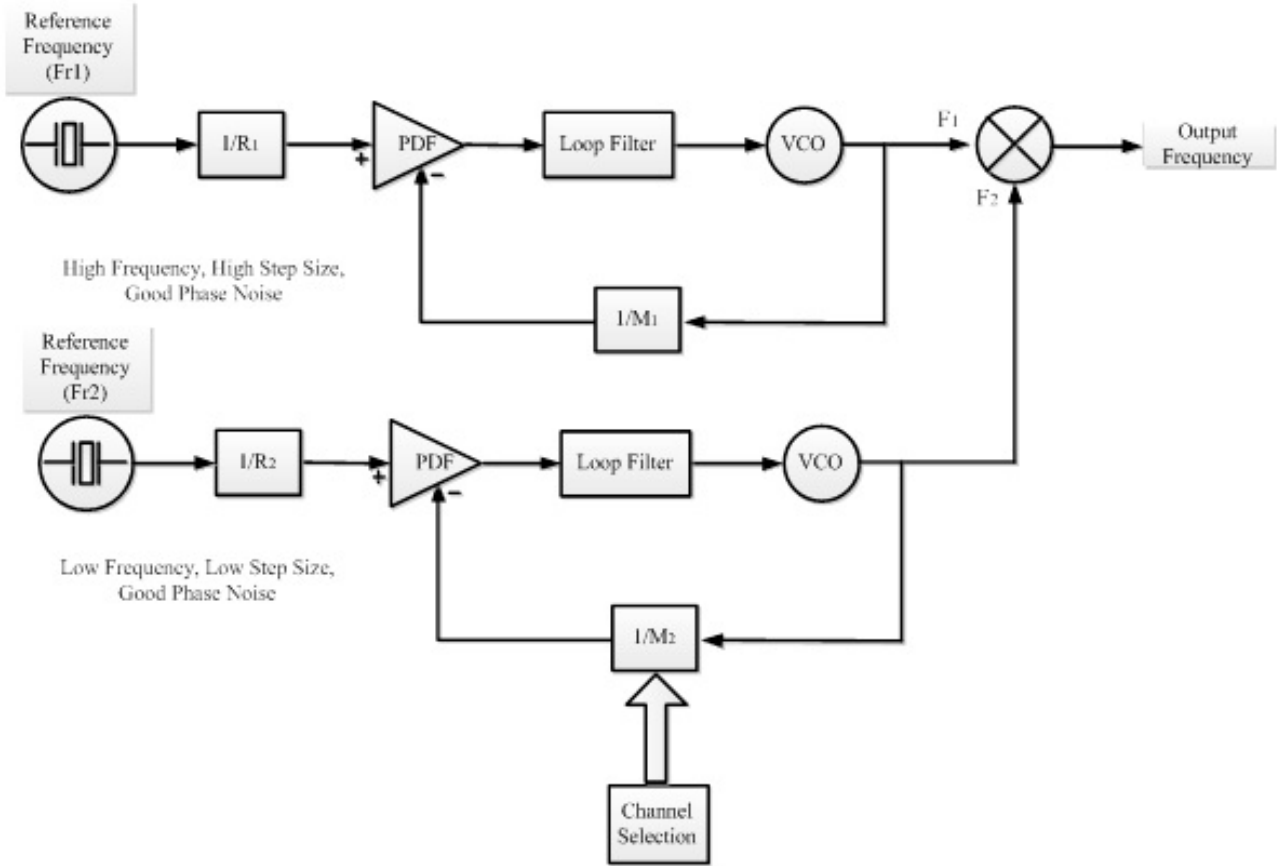 Reference
Frequency
(Fr1)
I/R1
+
PDF
−
Loop Filter
VCO
F1
F2
Output
Frequency
High Frequency, High Step Size,
Good Phase Noise
1/M1
Reference
Frequency
(Fr2)
I/R2
+
PDF
−
Loop Filter
VCO
Low Frequency, Low Step Size,
Good Phase Noise
1/M2
Channel
Selection